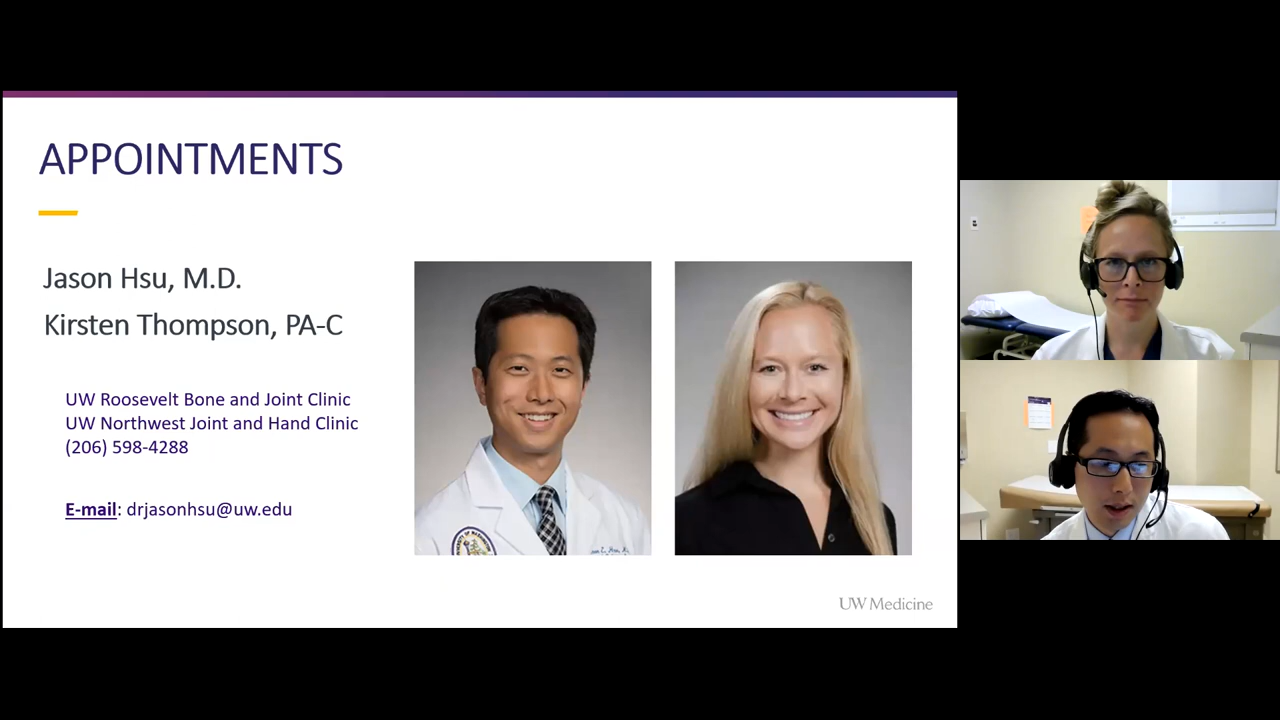 APPOINTMENTS
Jason Hsu, M.D.
Kirsten Thompson, PA-C
UW Roosevelt Bone and Joint Clinic
UW Northwest Joint and Hand Clinic
(206) 598-4288
E-mail: drjasonhsu@uw.edu
UW Medicine